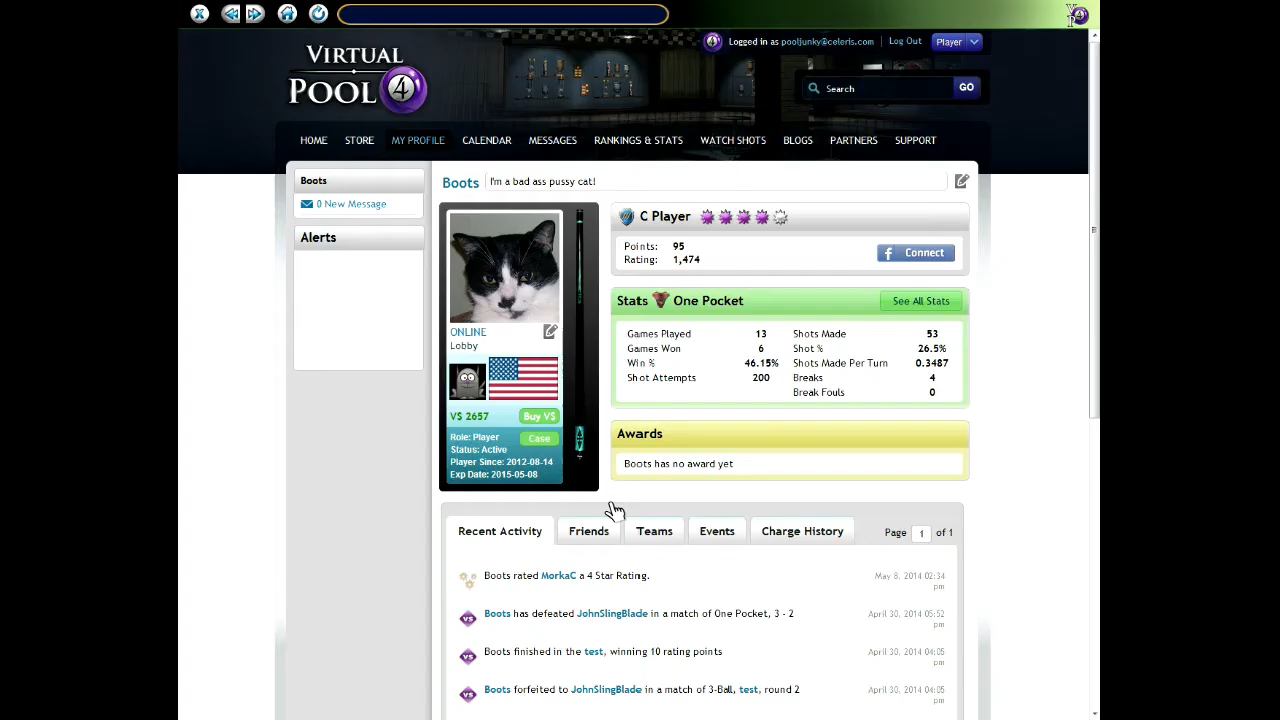 VP4
Logged in as pooljunky@celeris.com
Log Out
Player
VIRTUAL
POOL 4
Search
GO
HOME
STORE
MY PROFILE
CALENDAR
MESSAGES
RANKINGS & STATS
WATCH SHOTS
BLOGS
PARTNERS
SUPPORT
Boots
0 New Message
Alerts
Boots
I'm a bad ass pussy cat!
ONLINE
Lobby
V$ 2657
Buy V$
Role: Player
Case
Status: Active
Player Since: 2012-08-14
Exp Date: 2015-05-08
C Player
Points: 95
Rating: 1,474
f Connect
Stats One Pocket
See All Stats
Games Played 13
Games Won 6
Win % 46.15%
Shot Attempts 200
Shots Made 53
Shot % 26.5%
Shots Made Per Turn 0.3487
Breaks 4
Break Fouls 0
Awards
Boots has no award yet
Recent Activity
Friends
Teams
Events
Charge History
Page 1 of 1
Boots rated MorkaC a 4 Star Rating.
May 8, 2014 02:34
pm
VS
Boots has defeated JohnSlingBlade in a match of One Pocket, 3 - 2
April 30, 2014 05:52
pm
VS
Boots finished in the test, winning 10 rating points
April 30, 2014 04:05
pm
VS
Boots forfeited to JohnSlingBlade in a match of 3-Ball, test, round 2
April 30, 2014 04:05
pm